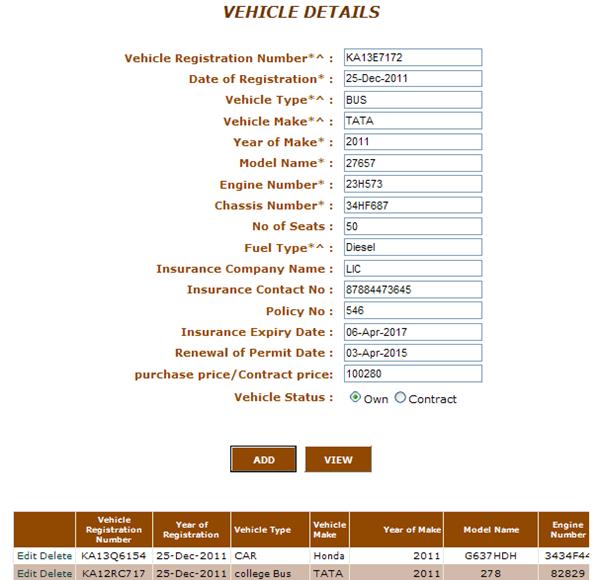 VEHICLE DETAILS
Vehicle Registration Number*^ : KA13E7172
Date of Registration* : 25-Dec-2011
Vehicle Type*^ : BUS
Vehicle Make*^ : TATA
Year of Make* : 2011
Model Name* : 27657
Engine Number* : 23H573
Chassis Number* : 34HF687
No of Seats : 50
Fuel Type*^ : Diesel
Insurance Company Name : LIC
Insurance Contact No : 87884473645
Policy No : 546
Insurance Expiry Date : 06-Apr-2017
Renewal of Permit Date : 03-Apr-2015
purchase price/Contract price: 100280
Vehicle Status : Own Contract
ADD VIEW
Vehicle Registration Number Year of Registration Vehicle Type Vehicle Make Year of Make Model Name Engine Number
Edit Delete KA13Q6154 25-Dec-2011 CAR Honda 2011 G637HDH 3434F44
Edit Delete KA12RC717 25-Dec-2011 college Bus TATA 2011 278 82829